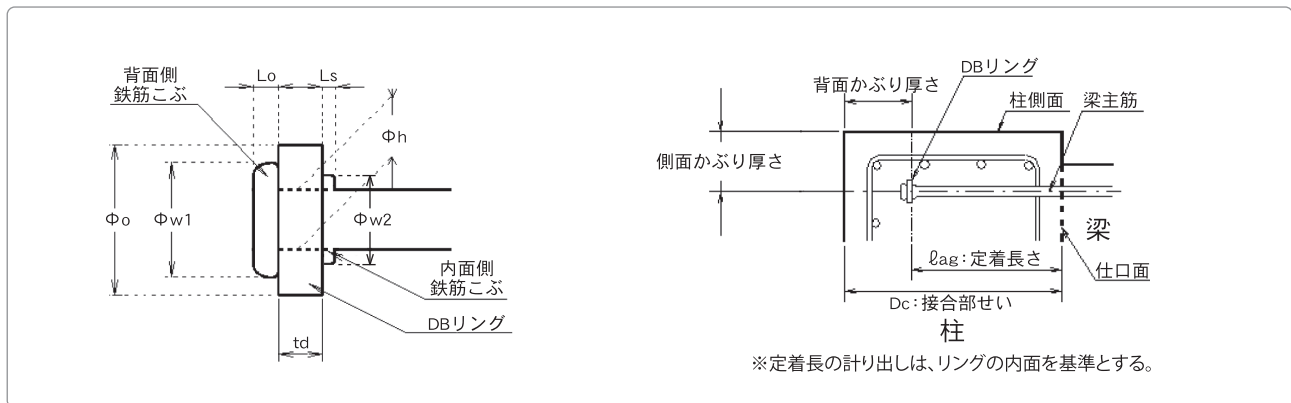 背面側
鉄筋こぶ
Lo
Ls
Φh
Φo
Φw1
Φw2
内面側
鉄筋こぶ
DBリング
td
DBリング
背面かぶり厚さ
柱側面
梁主筋
側面かぶり厚さ
梁
ℓag：定着長さ
仕口面
Dc：接合部せい
柱
※定着長の計り出しは、リングの内面を基準とする。